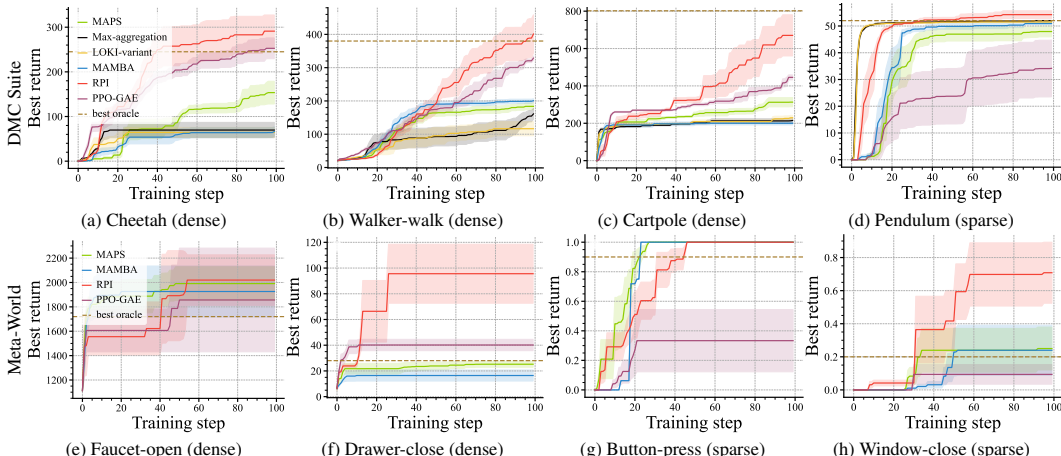 DMC Suite
Best return
300
200
100
0
MAPS
Max-aggregation
LOKI-variant
MAMBA
RPI
PPO-GAE
best oracle
0 20 40 60 80 100
Training step
(a) Cheetah (dense)
Best return
400
300
200
100
0
0 20 40 60 80 100
Training step
(b) Walker-walk (dense)
Best return
800
600
400
200
0
0 20 40 60 80 100
Training step
(c) Cartpole (dense)
Best return
50
40
30
20
10
0
0 20 40 60 80 100
Training step
(d) Pendulum (sparse)
Meta-World
Best return
2200
2000
1800
1600
1400
1200
MAPS
MAMBA
RPI
PPO-GAE
best oracle
0 20 40 60 80 100
Training step
(e) Faucet-open (dense)
Best return
120
100
80
60
40
20
0
0 20 40 60 80 100
Training step
(f) Drawer-close (dense)
Best return
1.0
0.8
0.6
0.4
0.2
0.0
0 20 40 60 80 100
Training step
(g) Button-press (sparse)
Best return
0.8
0.6
0.4
0.2
0.0
0 20 40 60 80 100
Training step
(h) Window-close (sparse)